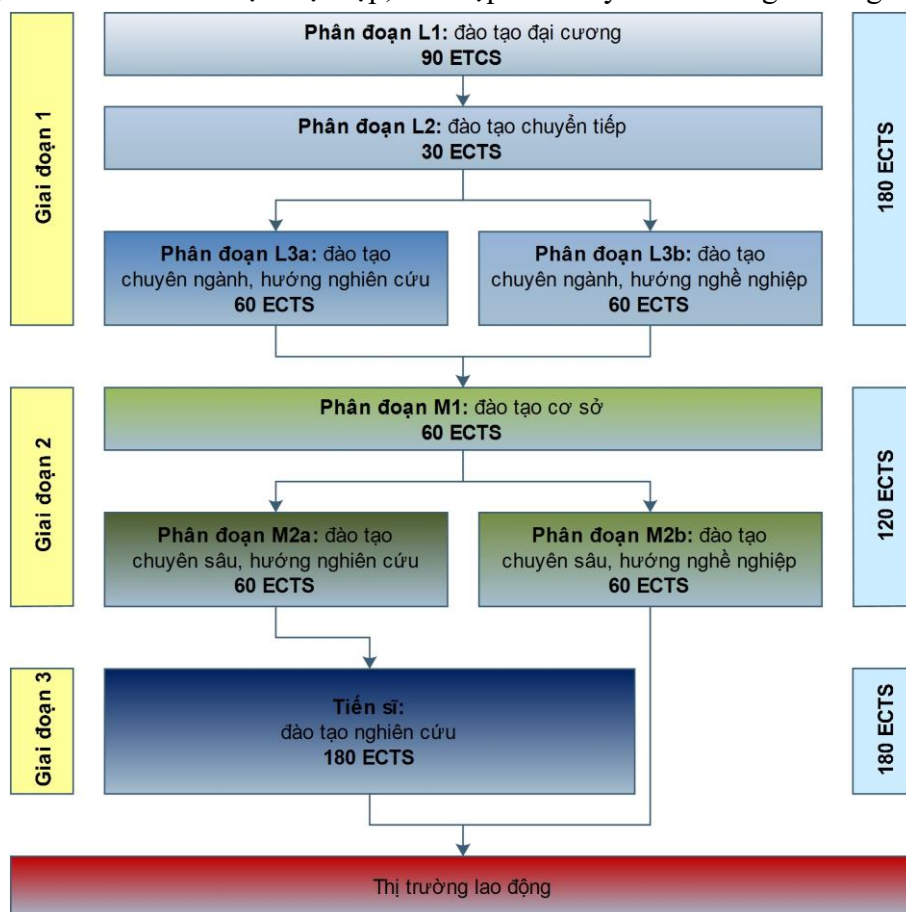 Phân đoạn L1: đào tạo đại cương
90 ETCS
Giai đoạn 1
180 ECTS
Phân đoạn L2: đào tạo chuyển tiếp
30 ECTS
Phân đoạn L3a: đào tạo
chuyên ngành, hướng nghiên cứu
60 ECTS
Phân đoạn L3b: đào tạo
chuyên ngành, hướng nghề nghiệp
60 ECTS
Phân đoạn M1: đào tạo cơ sở
60 ECTS
Giai đoạn 2
120 ECTS
Phân đoạn M2a: đào tạo
chuyên sâu, hướng nghiên cứu
60 ECTS
Phân đoạn M2b: đào tạo
chuyên sâu, hướng nghề nghiệp
60 ECTS
Giai đoạn 3
180 ECTS
Tiến sĩ:
đào tạo nghiên cứu
180 ECTS
Thị trường lao động